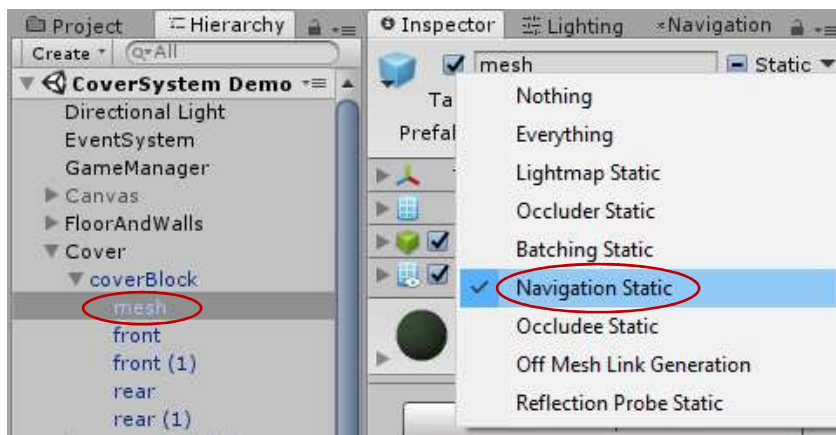 Project
Hierarchy
Create
All
CoverSystem Demo
Directional Light
EventSystem
GameManager
Canvas
FloorAndWalls
Cover
coverBlock
mesh
front
front (1)
rear
rear (1)
Inspector
Lighting
Navigation
mesh
Static
Ta
Prefal
Nothing
Everything
Lightmap Static
Occluder Static
Batching Static
Navigation Static
Occludee Static
Off Mesh Link Generation
Reflection Probe Static